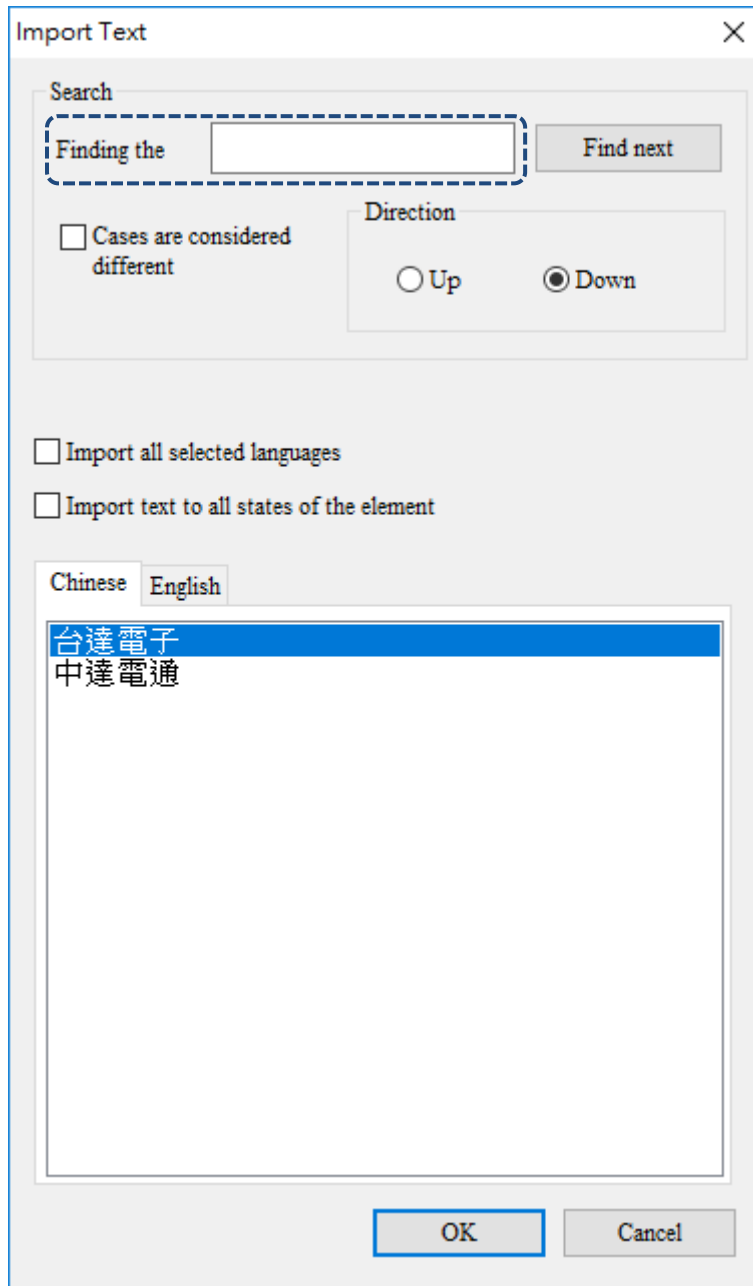 Import Text
Search
Finding the
Find next
Cases are considered
different
Direction
Up
Down
Import all selected languages
Import text to all states of the element
Chinese
English
台達電子
中達電通
OK
Cancel